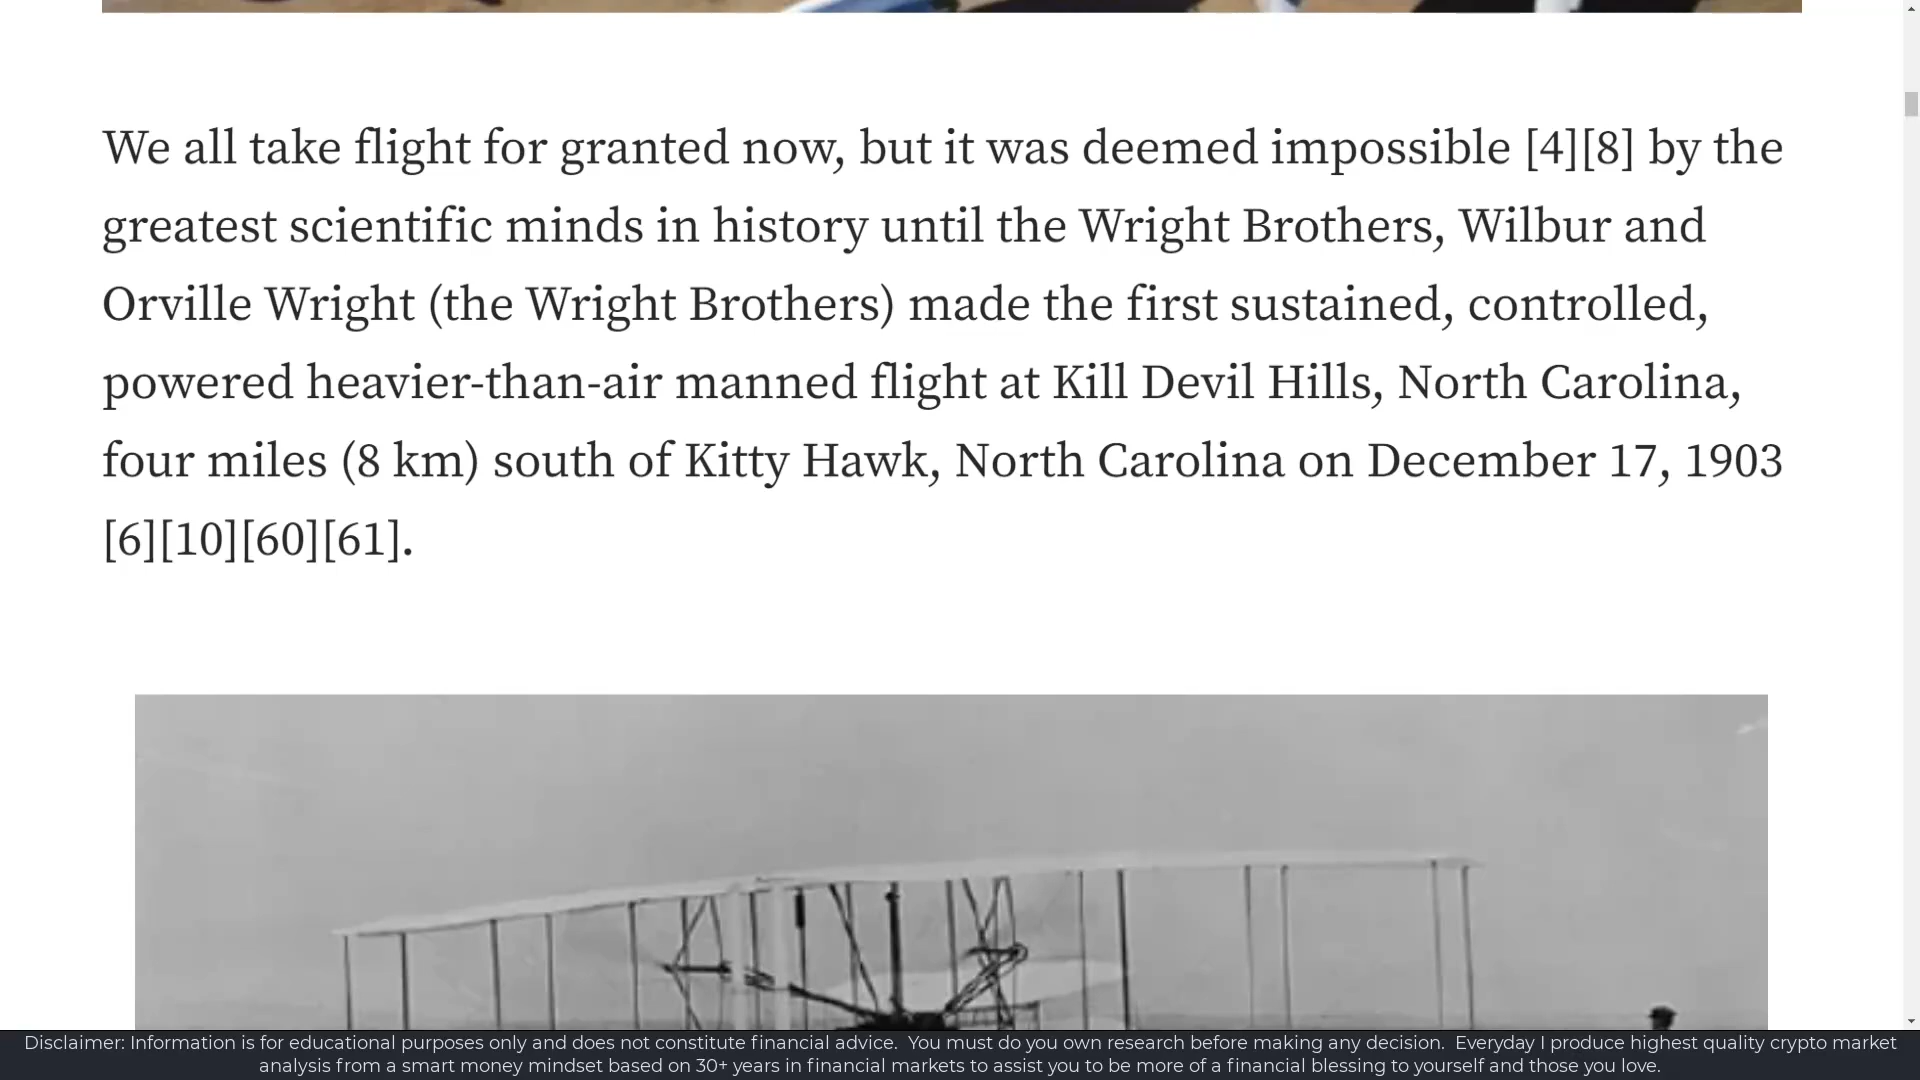 We all take flight for granted now, but it was deemed impossible [4][8] by the
greatest scientific minds in history until the Wright Brothers, Wilbur and
Orville Wright (the Wright Brothers) made the first sustained, controlled,
powered heavier-than-air manned flight at Kill Devil Hills, North Carolina,
four miles (8 km) south of Kitty Hawk, North Carolina on December 17, 1903
[6][10][60][61].
Disclaimer: Information is for educational purposes only and does not constitute financial advice.  You must do you own research before making any decision.  Everyday I produce highest quality crypto market
analysis from a smart money mindset based on 30+ years in financial markets to assist you to be more of a financial blessing to yourself and those you love.